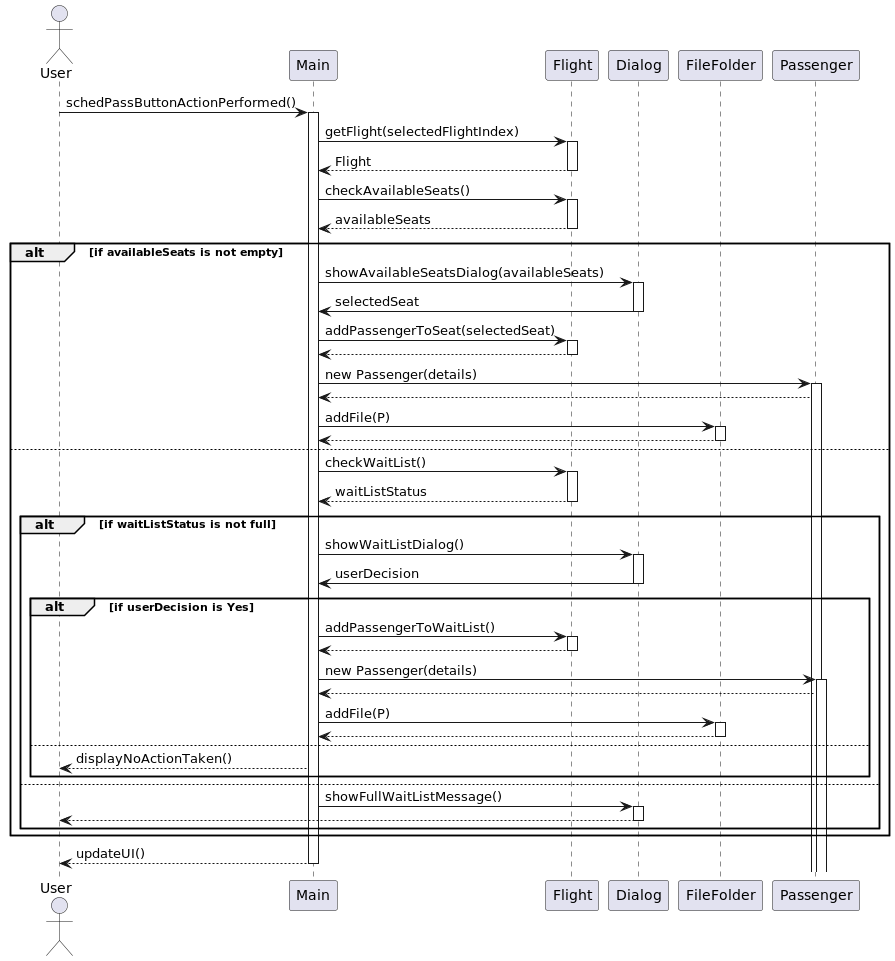 User
Main
Flight
Dialog
FileFolder
Passenger
schedPassButtonActionPerformed()
getFlight(selectedFlightIndex)
Flight
checkAvailableSeats()
availableSeats
alt [if availableSeats is not empty]
showAvailableSeatsDialog(availableSeats)
selectedSeat
addPassengerToSeat(selectedSeat)
new Passenger(details)
addFile(P)
checkWaitList()
waitListStatus
alt [if waitListStatus is not full]
showWaitListDialog()
userDecision
alt [if userDecision is Yes]
addPassengerToWaitList()
new Passenger(details)
addFile(P)
displayNoActionTaken()
showFullWaitListMessage()
updateUI()
User
Main
Flight
Dialog
FileFolder
Passenger